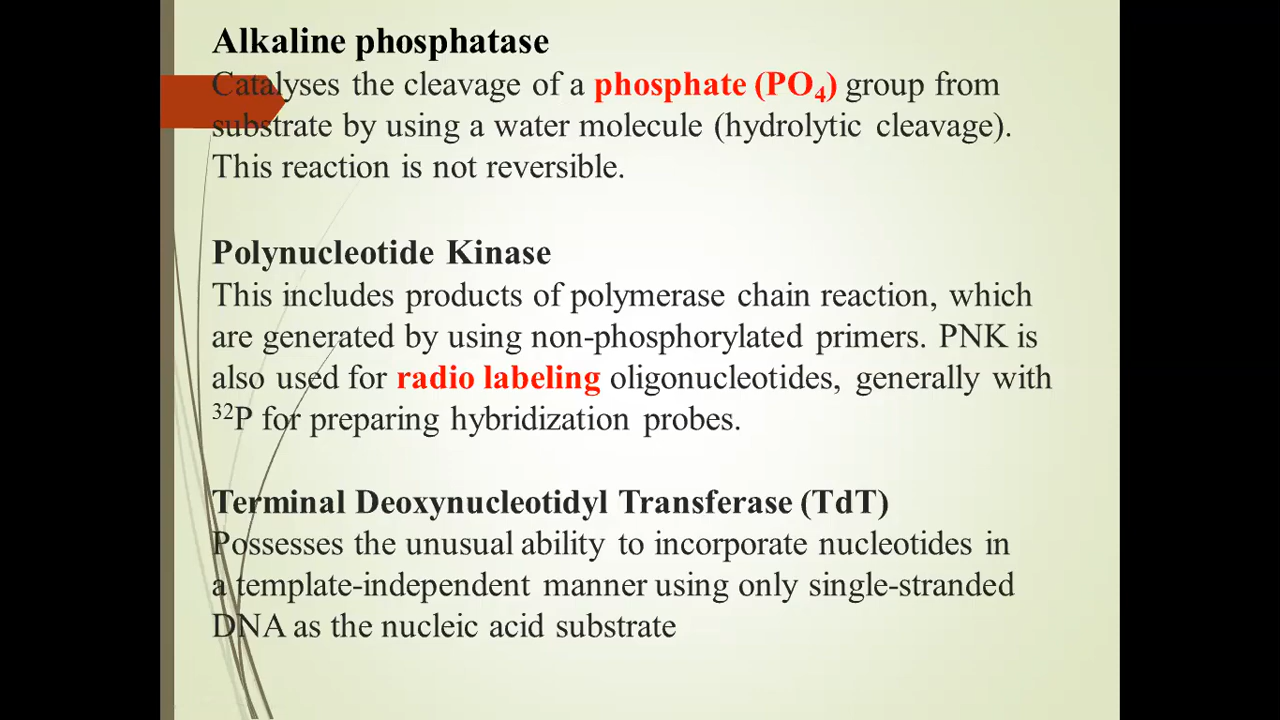 Alkaline phosphatase
Catalyses the cleavage of a phosphate (PO₄) group from
substrate by using a water molecule (hydrolytic cleavage).
This reaction is not reversible.
Polynucleotide Kinase
This includes products of polymerase chain reaction, which
are generated by using non-phosphorylated primers. PNK is
also used for radio labeling oligonucleotides, generally with
³²P for preparing hybridization probes.
Terminal Deoxynucleotidyl Transferase (TdT)
Possesses the unusual ability to incorporate nucleotides in
a template-independent manner using only single-stranded
DNA as the nucleic acid substrate